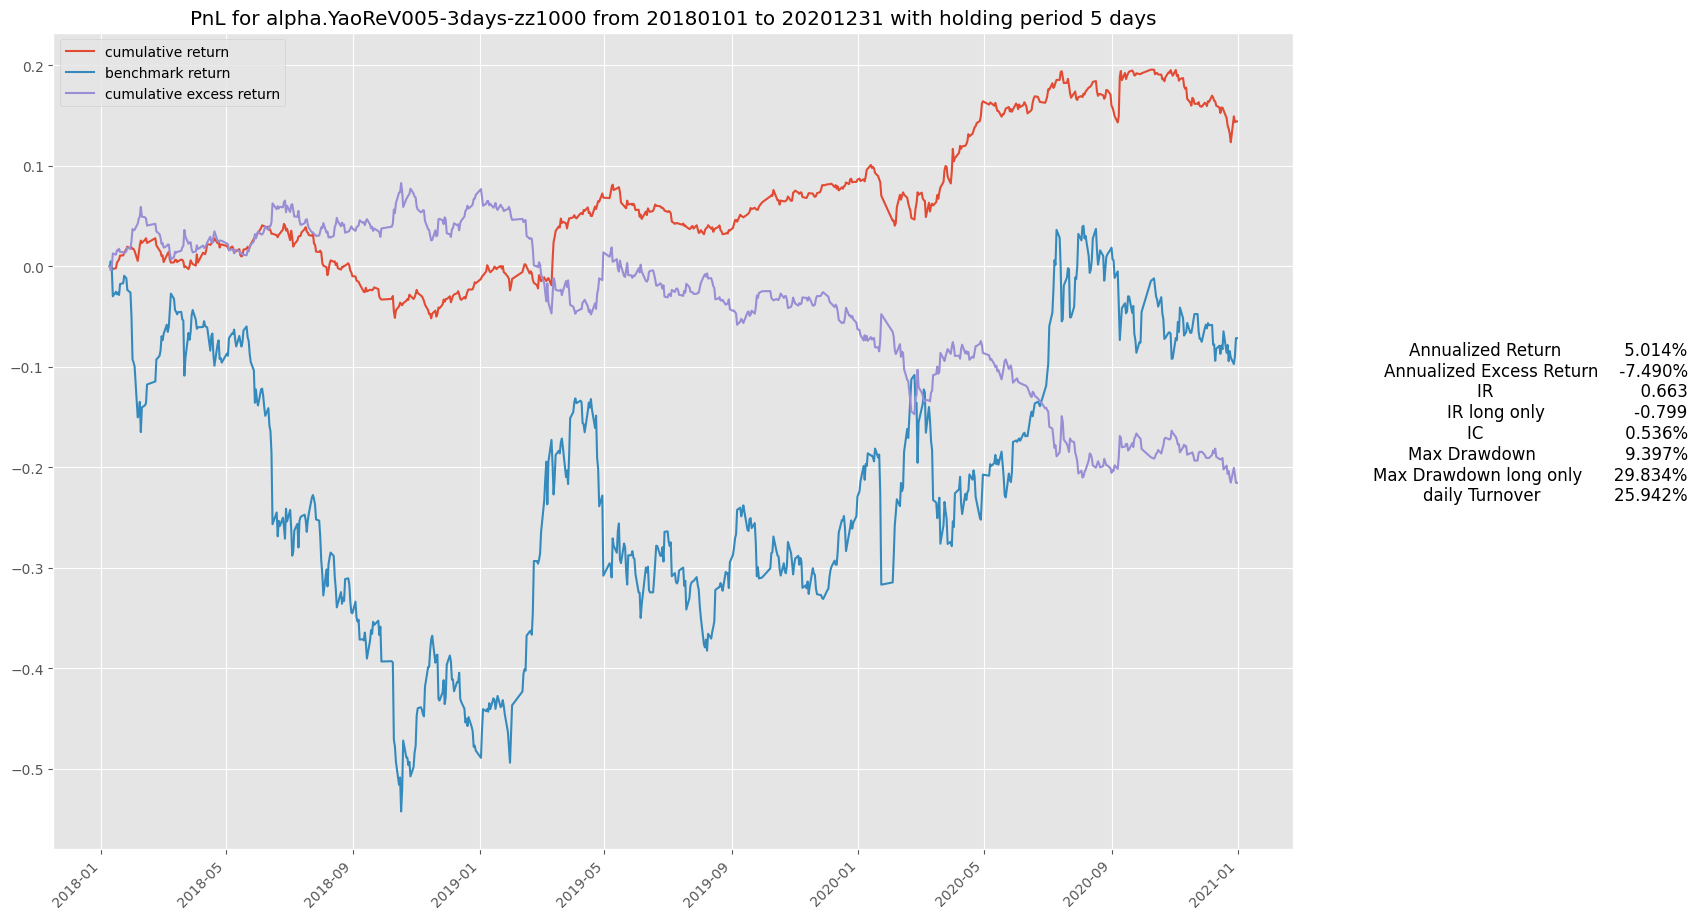 PnL for alpha.YaoReV005-3days-zz1000 from 20180101 to 20201231 with holding period 5 days
cumulative return
benchmark return
cumulative excess return
0.2
0.1
0.0
−0.1
−0.2
−0.3
−0.4
−0.5
2018-01
2018-05
2018-09
2019-01
2019-05
2019-09
2020-01
2020-05
2020-09
2021-01
Annualized Return 5.014%
Annualized Excess Return -7.490%
IR 0.663
IR long only -0.799
IC 0.536%
Max Drawdown 9.397%
Max Drawdown long only 29.834%
daily Turnover 25.942%